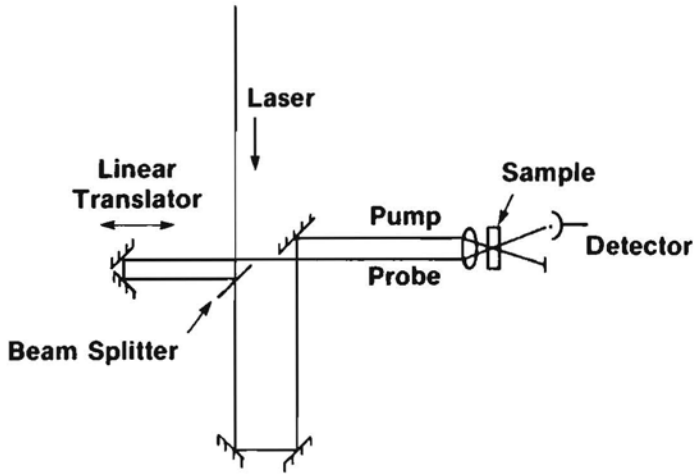 Laser
Linear
Translator
Sample
Pump
Detector
Probe
Beam Splitter